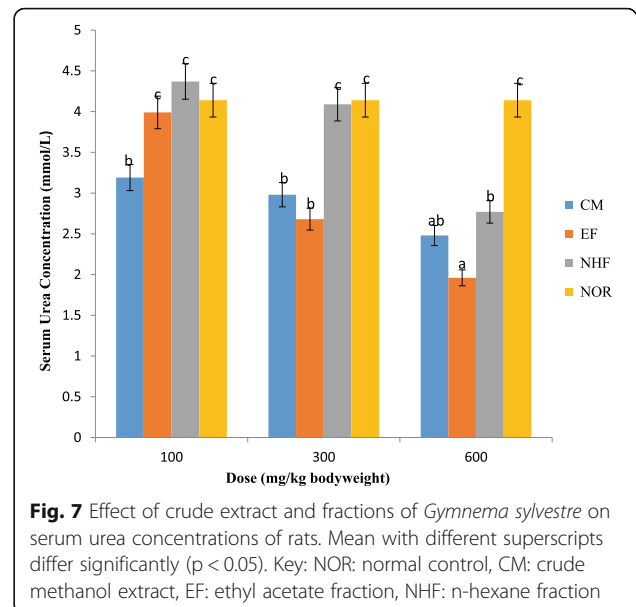 5
4.5
4
3.5
3
2.5
2
1.5
1
0.5
0
Serum Urea Concentration (mmol/L)
b c c c
b b c c
ab a b c
100 300 600
Dose (mg/kg bodyweight)
CM
EF
NHF
NOR
Fig. 7 Effect of crude extract and fractions of Gymnema sylvestre on
serum urea concentrations of rats. Mean with different superscripts
differ significantly (p < 0.05). Key: NOR: normal control, CM: crude
methanol extract, EF: ethyl acetate fraction, NHF: n-hexane fraction